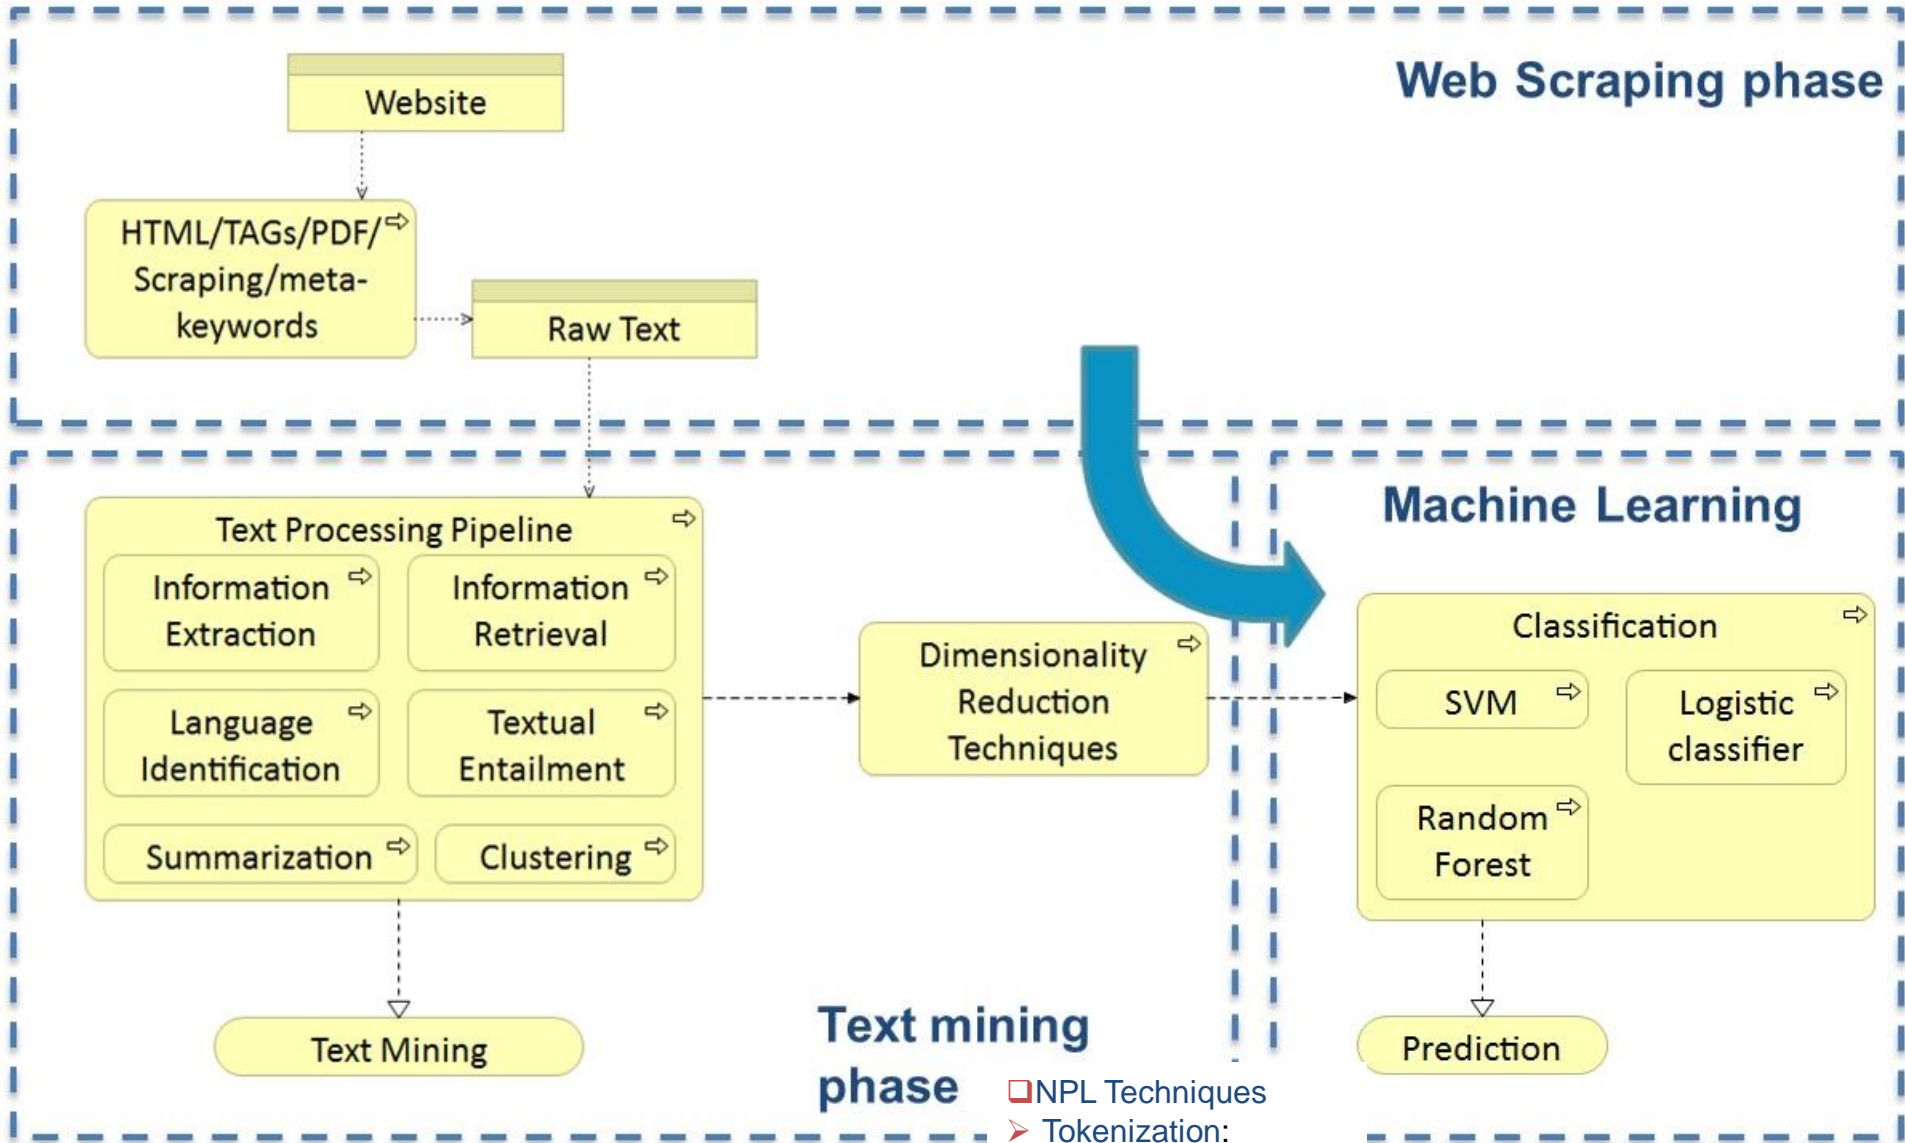 Web Scraping phase
Website
HTML/TAGs/PDF/
Scraping/meta-
keywords
Raw Text
Text Processing Pipeline
Information
Extraction
Information
Retrieval
Language
Identification
Textual
Entailment
Summarization
Clustering
Text Mining
Dimensionality
Reduction
Techniques
Text mining
phase
❑NPL Techniques
➢ Tokenization:
Machine Learning
Classification
SVM
Logistic
classifier
Random
Forest
Prediction